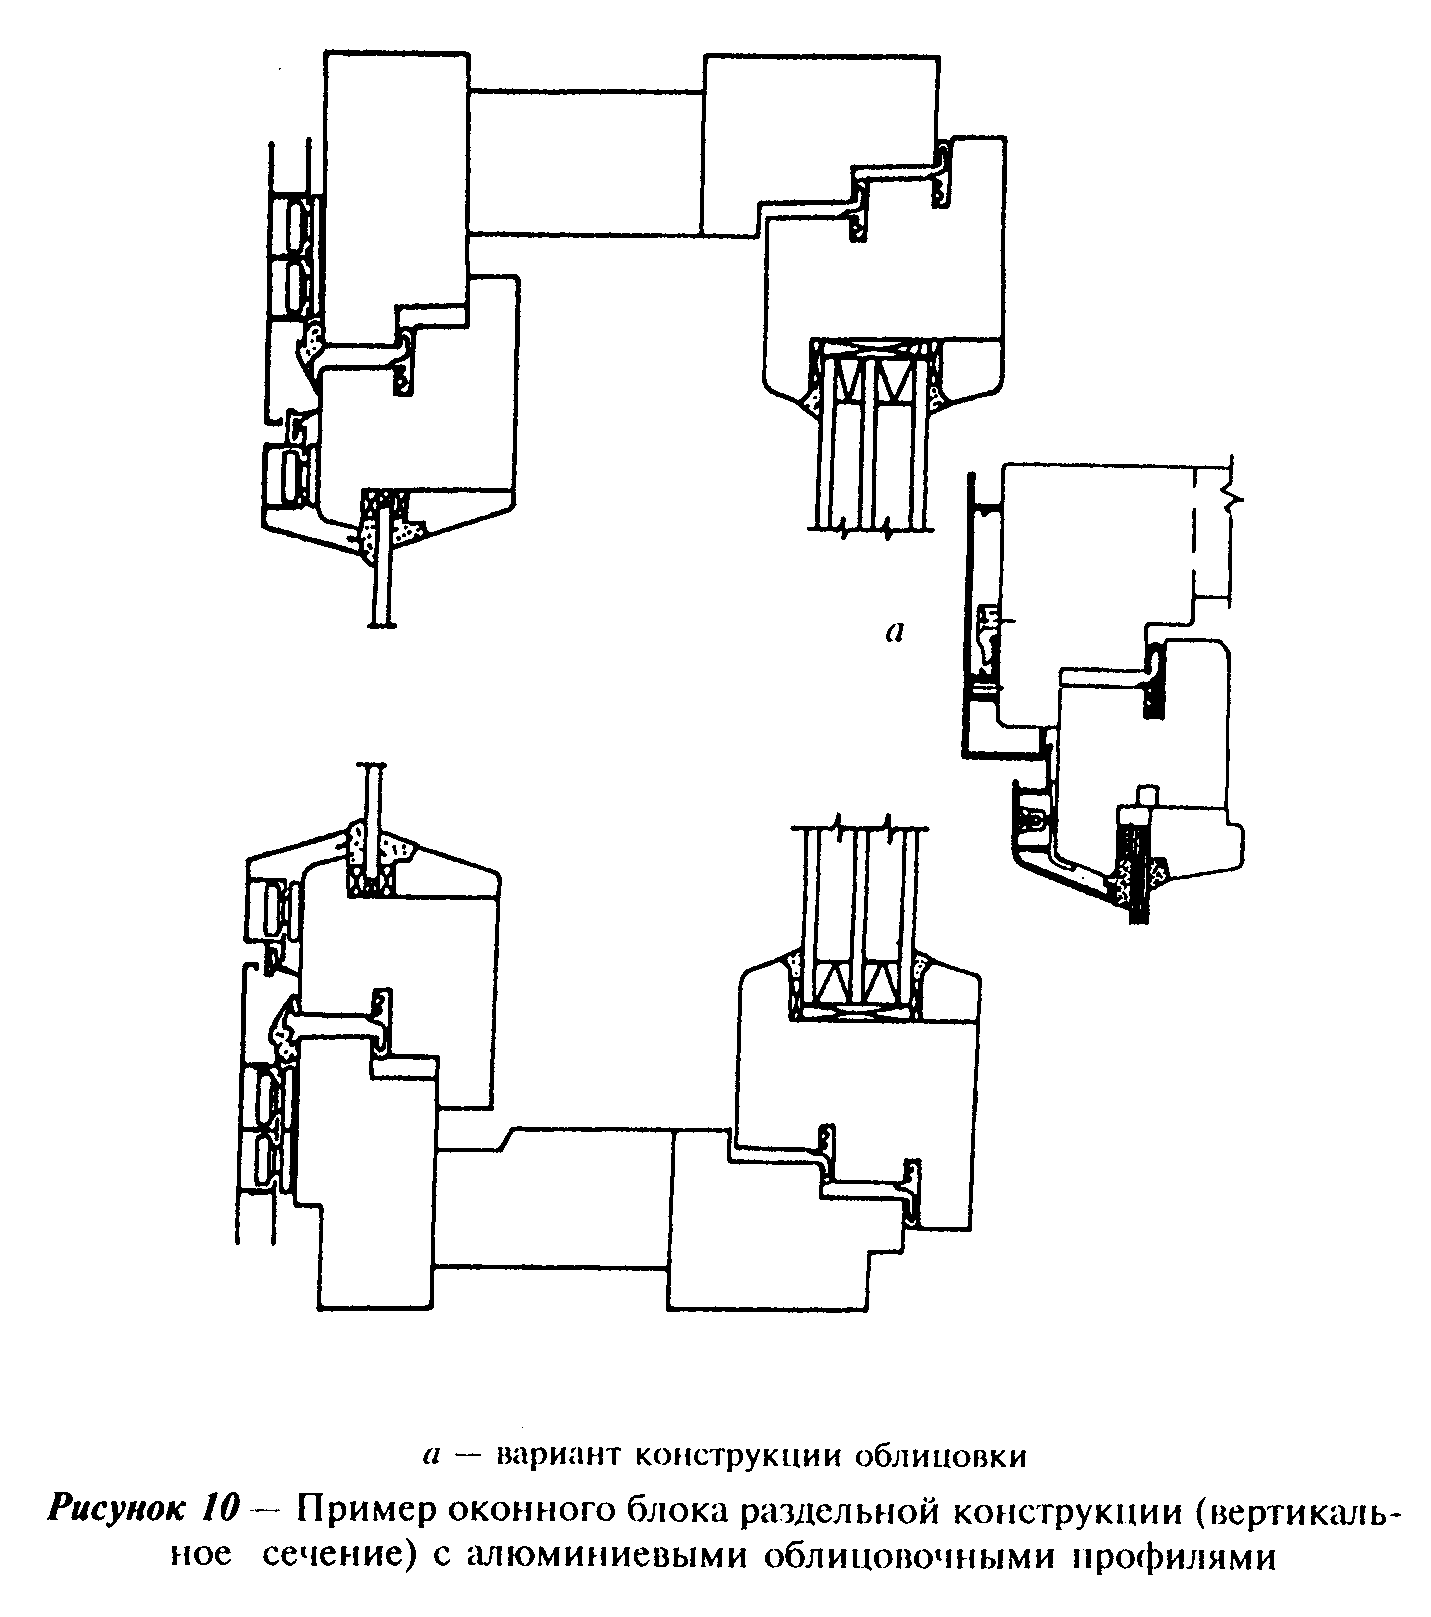 а
а — вариант конструкции облицовки
Рисунок 10 — Пример оконного блока раздельной конструкции (вертикаль-
ное сечение) с алюминиевыми облицовочными профилями